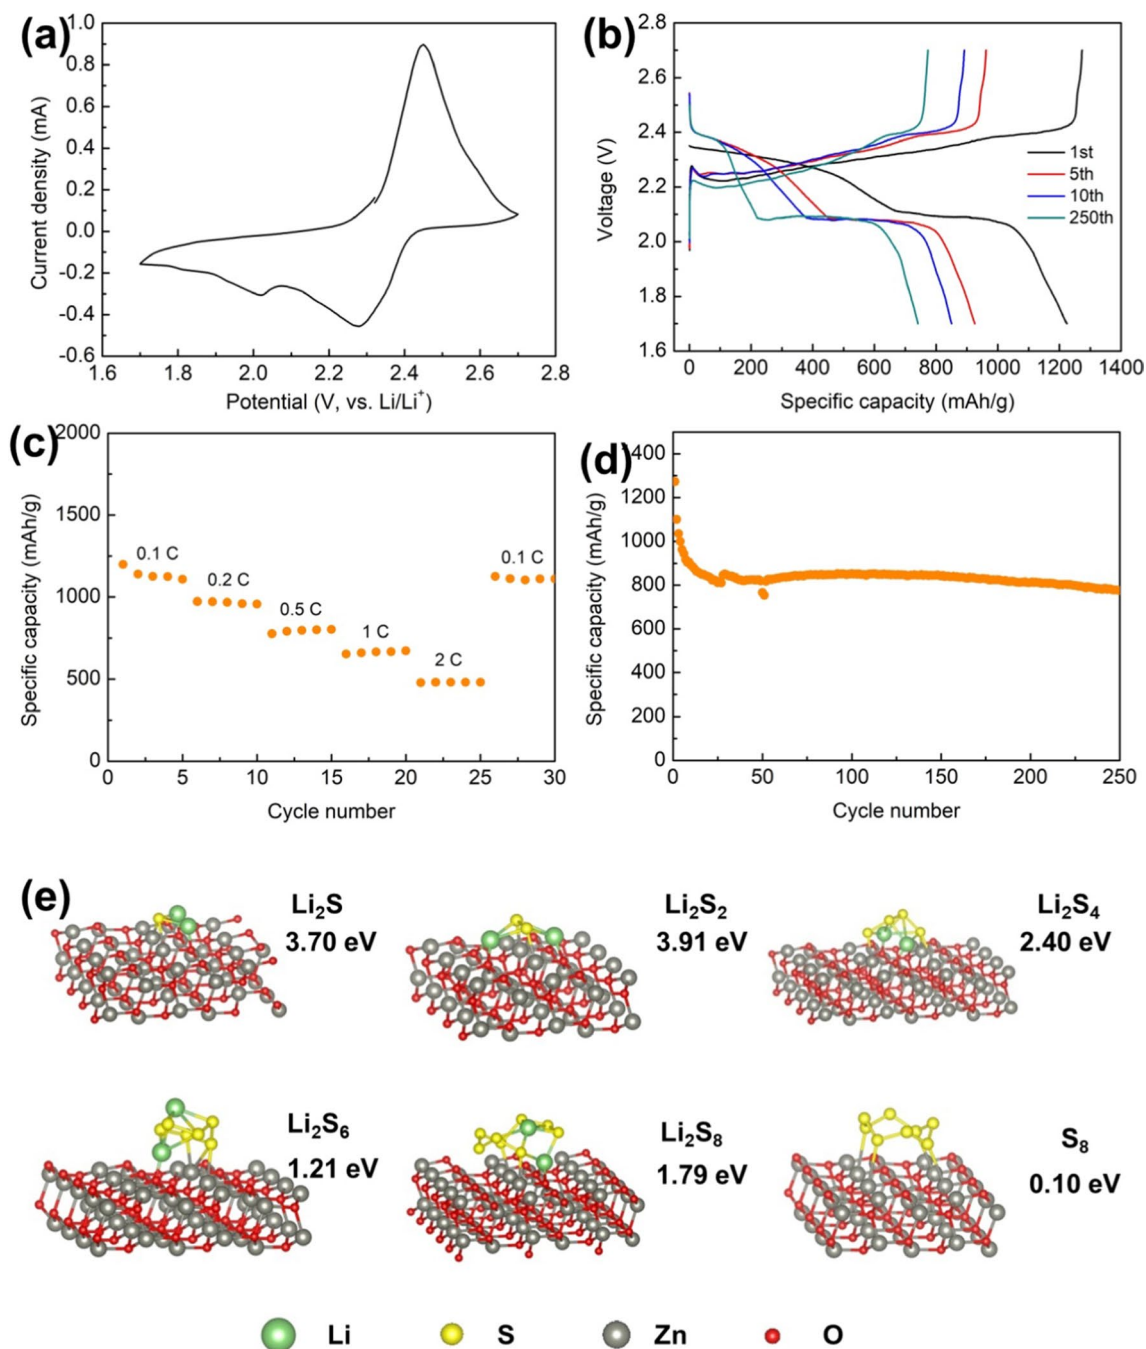 (a)
1.0
0.8
0.6
0.4
0.2
0.0
-0.2
-0.4
-0.6
Current density (mA)
1.6 1.8 2.0 2.2 2.4 2.6 2.8
Potential (V, vs. Li/Li⁺)
(b)
2.8
2.6
2.4
2.2
2.0
1.8
1.6
Voltage (V)
1st
5th
10th
250th
0 200 400 600 800 1000 1200 1400
Specific capacity (mAh/g)
(c)
2000
1500
1000
500
0
Specific capacity (mAh/g)
0.1 C
0.2 C
0.5 C
1 C
2 C
0.1 C
0 5 10 15 20 25 30
Cycle number
(d)
1400
1200
1000
800
600
400
200
0
Specific capacity (mAh/g)
0 50 100 150 200 250
Cycle number
(e)
Li₂S
3.70 eV
Li₂S₂
3.91 eV
Li₂S₄
2.40 eV
Li₂S₆
1.21 eV
Li₂S₈
1.79 eV
S₈
0.10 eV
Li S Zn O